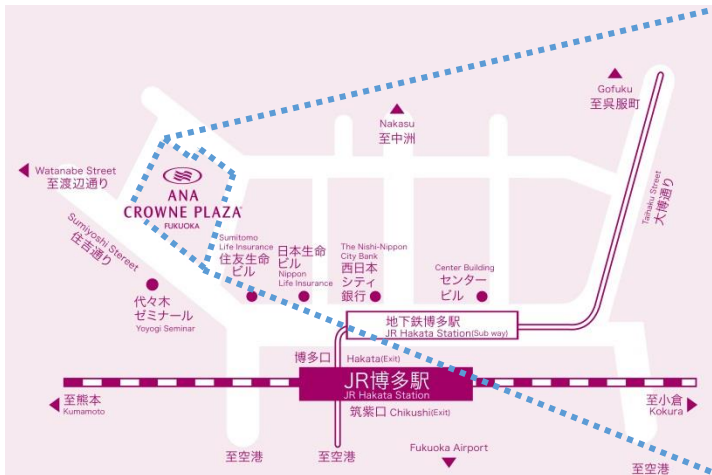 Gofuku
至呉服町
Nakasu
至中洲
Watanabe Street
至渡辺通り
ANA
CROWNE PLAZA
FUKUOKA
Taihaku Street
大博通り
Sumiyoshi Stereet
住吉通り
Sumitomo
Life Insurance
住友生命
ビル
日本生命
ビル
Nippon
Life Insurance
The Nishi-Nippon
City Bank
西日本
シティ
銀行
Center Building
センター
ビル
代々木
ゼミナール
Yoyogi Seminar
地下鉄博多駅
JR Hakata Station(Sub way)
博多口 Hakata(Exit)
JR博多駅
JR Hakata Station
筑紫口 Chikushi(Exit)
至熊本
Kumamoto
至小倉
Kokura
Fukuoka Airport
至空港
至空港
至空港